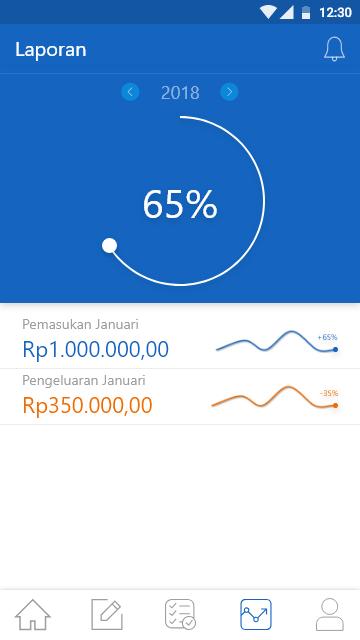 12:30
Laporan
2018
65%
Pemasukan Januari
Rp1.000.000,00
+65%
Pengeluaran Januari
Rp350.000,00
-35%